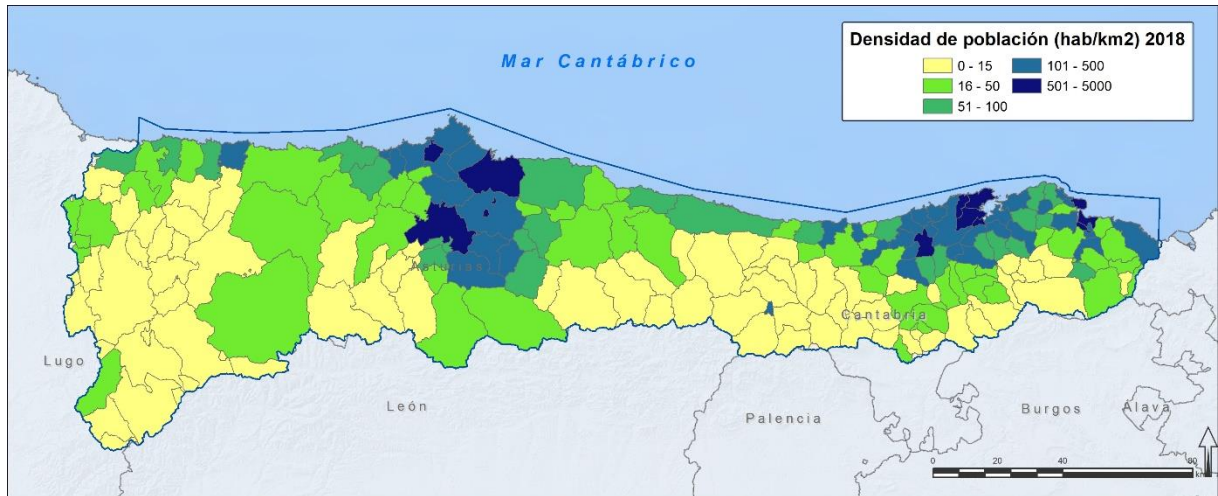 Densidad de población (hab/km2) 2018
0 - 15
101 - 500
16 - 50
501 - 5000
51 - 100
Mar Cantábrico
Asturias
Cantabria
Lugo
León
Palencia
Burgos
Álava
0 20 40 80